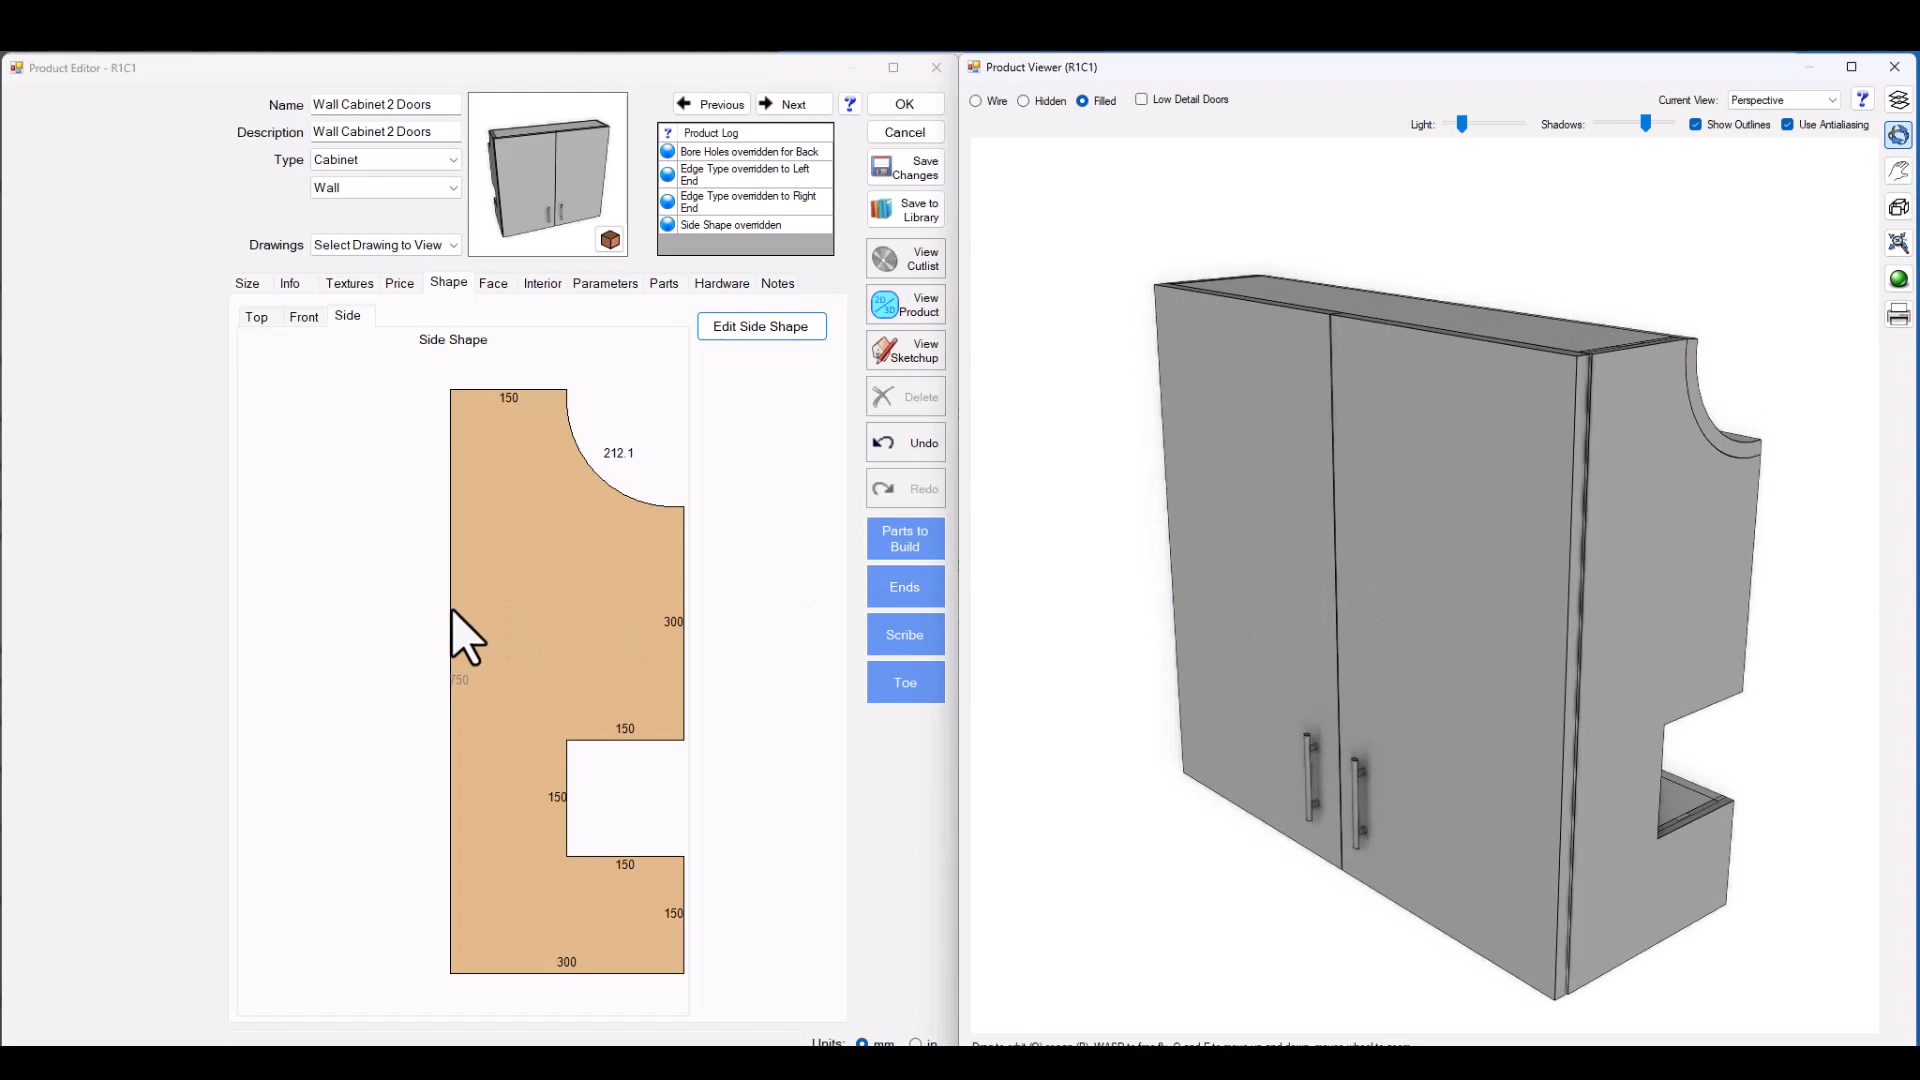 Product Editor - R1C1
Name Wall Cabinet 2 Doors
Description Wall Cabinet 2 Doors
Type Cabinet
Wall
Drawings Select Drawing to View
Previous Next ?
? Product Log
Bore Holes overridden for Back
Edge Type overridden to Left
End
Edge Type overridden to Right
End
Side Shape overridden
OK
Cancel
Save
Changes
Save to
Library
View
Cutlist
2D/
3D
View
Product
View
Sketchup
Delete
Undo
Redo
Parts to
Build
Ends
Scribe
Toe
Size Info Textures Price Shape Face Interior Parameters Parts Hardware Notes
Top Front Side
Edit Side Shape
Side Shape
150
212.1
300
750
150
150
150
150
300
Units: mm in
Product Viewer (R1C1)
Wire Hidden Filled Low Detail Doors
Current View: Perspective ?
Light: Shadows: Show Outlines Use Antialiasing